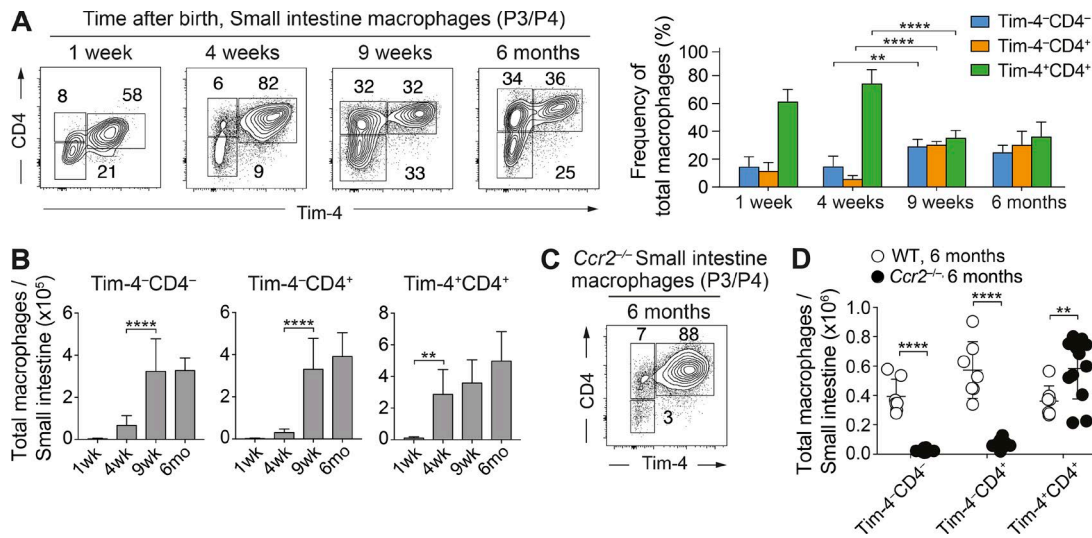 A
Time after birth, Small intestine macrophages (P3/P4)
1 week
4 weeks
9 weeks
6 months
8
58
21
6
82
9
32
32
33
34
36
25
CD4
Tim-4
Frequency of
total macrophages (%)
100
80
60
40
20
0
**
****
****
Tim-4⁻CD4⁻
Tim-4⁻CD4⁺
Tim-4⁺CD4⁺
1 week
4 weeks
9 weeks
6 months
B
Total macrophages /
Small intestine (x10⁵)
Tim-4⁻CD4⁻
6
4
2
0
****
1wk
4wk
9wk
6mo
Tim-4⁻CD4⁺
6
4
2
0
****
1wk
4wk
9wk
6mo
Tim-4⁺CD4⁺
8
6
4
2
0
**
1wk
4wk
9wk
6mo
C
Ccr2⁻/⁻ Small intestine
macrophages (P3/P4)
6 months
7
88
3
CD4
Tim-4
D
WT, 6 months
Ccr2⁻/⁻, 6 months
Total macrophages /
Small intestine (x10⁶)
1.0
0.8
0.6
0.4
0.2
0.0
****
****
**
Tim-4⁻CD4⁻
Tim-4⁻CD4⁺
Tim-4⁺CD4⁺